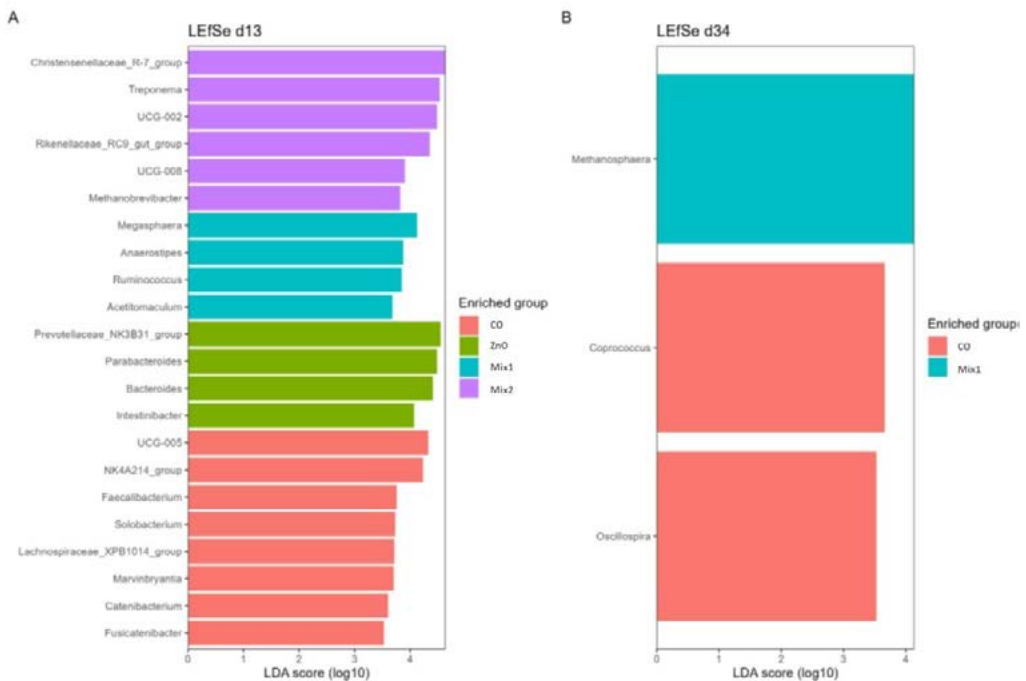 A
LEfSe d13
Christensenellaceae_R-7_group
Treponema
UCG-002
Rikenellaceae_RC9_gut_group
UCG-008
Methanobrevibacter
Megasphaera
Anaerostipes
Ruminococcus
Acetitomaculum
Prevotellaceae_NK3B31_group
Parabacteroides
Bacteroides
Intestinibacter
UCG-005
NK4A214_group
Faecalibacterium
Solobacterium
Lachnospiraceae_XPB1014_group
Marvinbryantia
Catenibacterium
Fusicatenibacter
0 1 2 3 4
LDA score (log10)
Enriched group
CO
ZnO
Mix1
Mix2
B
LEfSe d34
Methanosphaera
Coprococcus
Oscillospira
0 1 2 3 4
LDA score (log10)
Enriched group
CO
Mix1